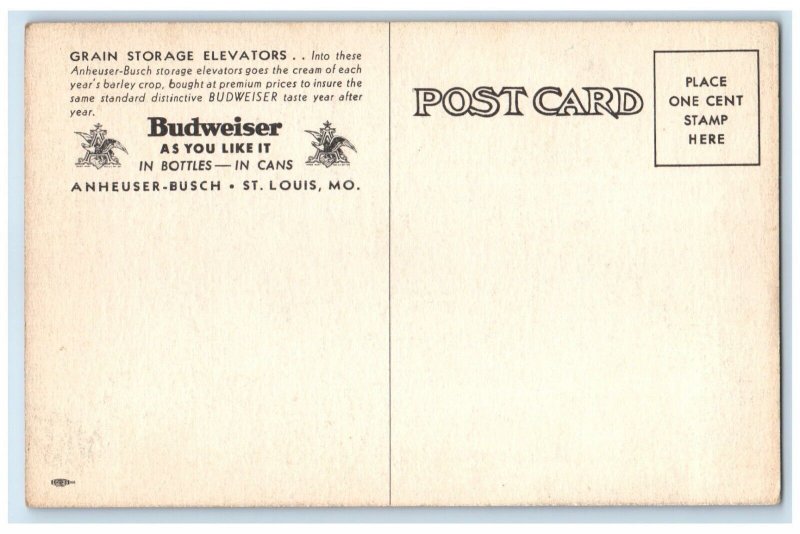 GRAIN STORAGE ELEVATORS . . Into these
Anheuser-Busch storage elevators goes the cream of each
year's barley crop, bought at premium prices to insure the
same standard distinctive BUDWEISER taste year after
year.
Budweiser
AS YOU LIKE IT
IN BOTTLES — IN CANS
ANHEUSER-BUSCH • ST. LOUIS, MO.
POST CARD
PLACE
ONE CENT
STAMP
HERE